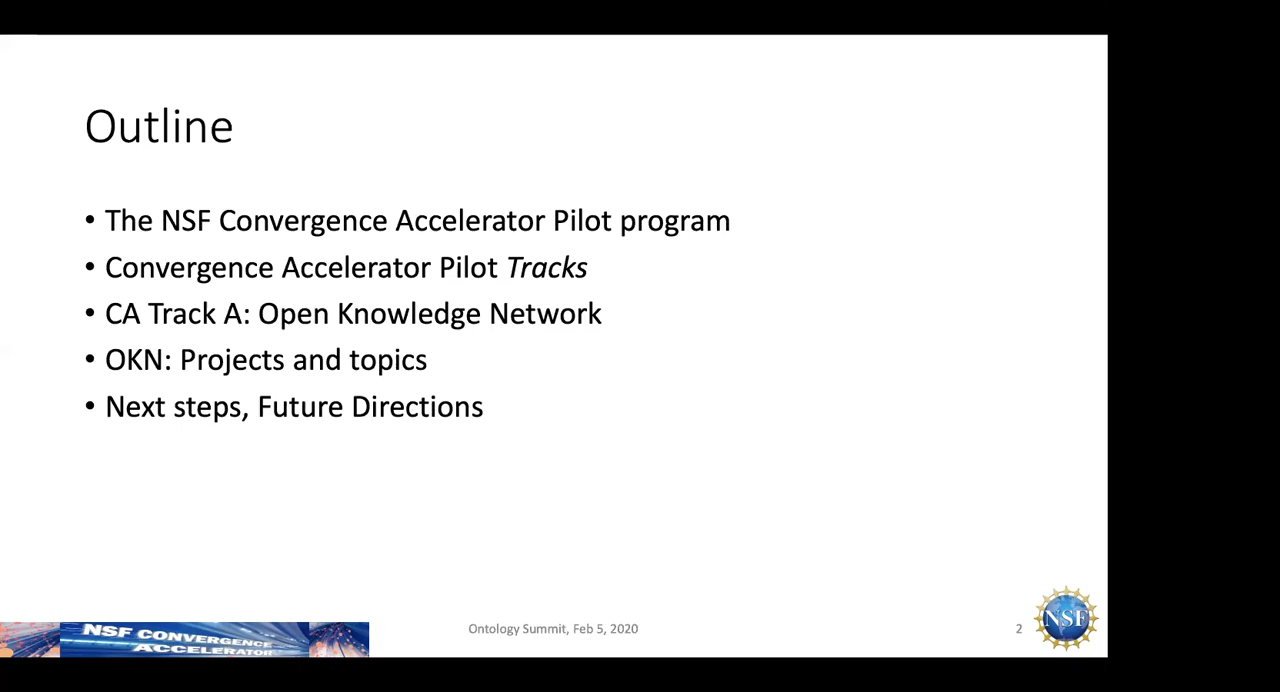 Outline
• The NSF Convergence Accelerator Pilot program
• Convergence Accelerator Pilot Tracks
• CA Track A: Open Knowledge Network
• OKN: Projects and topics
• Next steps, Future Directions
NSF CONVERGENCE
ACCELERATOR
Ontology Summit, Feb 5, 2020
2
NSF